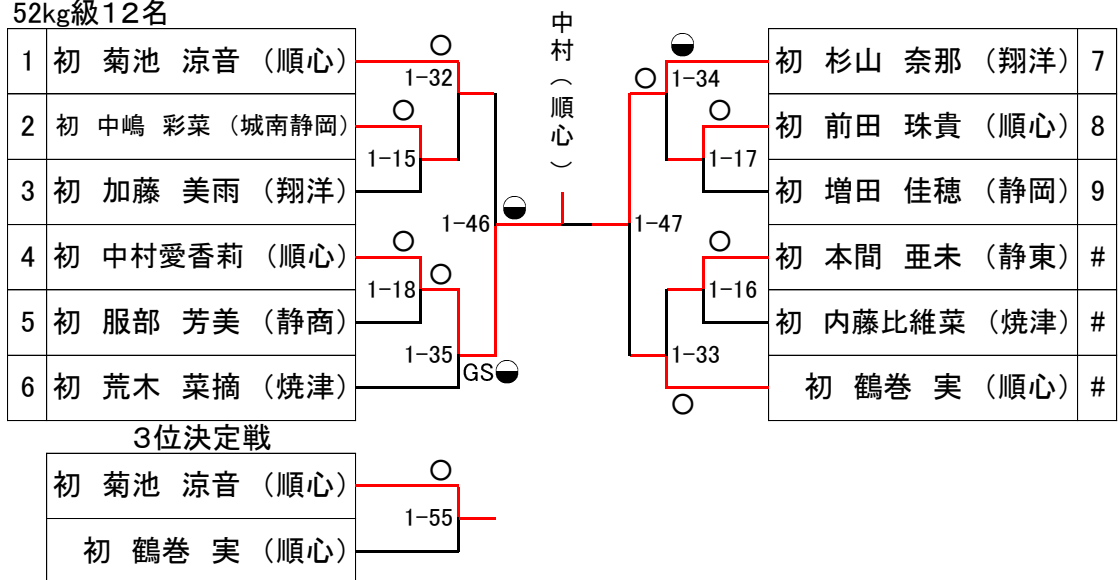 52kg級12名
1 初 菊池 涼音 (順心)
2 初 中嶋 彩菜 (城南静岡)
3 初 加藤 美雨 (翔洋)
4 初 中村愛香莉 (順心)
5 初 服部 芳美 (静商)
6 初 荒木 菜摘 (焼津)
1-32
1-15
1-46
1-18
1-35
GS
中村(順心)
1-34
1-17
1-47
1-16
1-33
初 杉山 奈那 (翔洋) 7
初 前田 珠貴 (順心) 8
初 増田 佳穂 (静岡) 9
初 本間 亜未 (静東) #
初 内藤比維菜 (焼津) #
初 鶴巻 実 (順心) #
3位決定戦
初 菊池 涼音 (順心)
初 鶴巻 実 (順心)
1-55